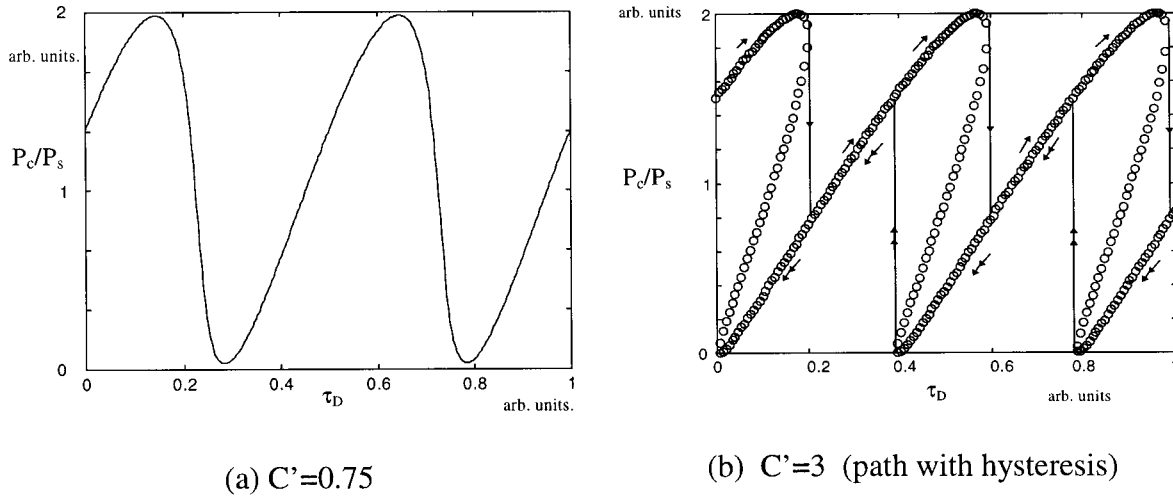 2
arb. units.
P_c/P_s
1
0
0 0.2 0.4 0.6 0.8 1
τ_D
arb. units.
(a) C'=0.75
arb. units
2
P_c/P_s
1
0
0 0.2 0.4 0.6 0.8
τ_D
arb. units
(b) C'=3 (path with hysteresis)